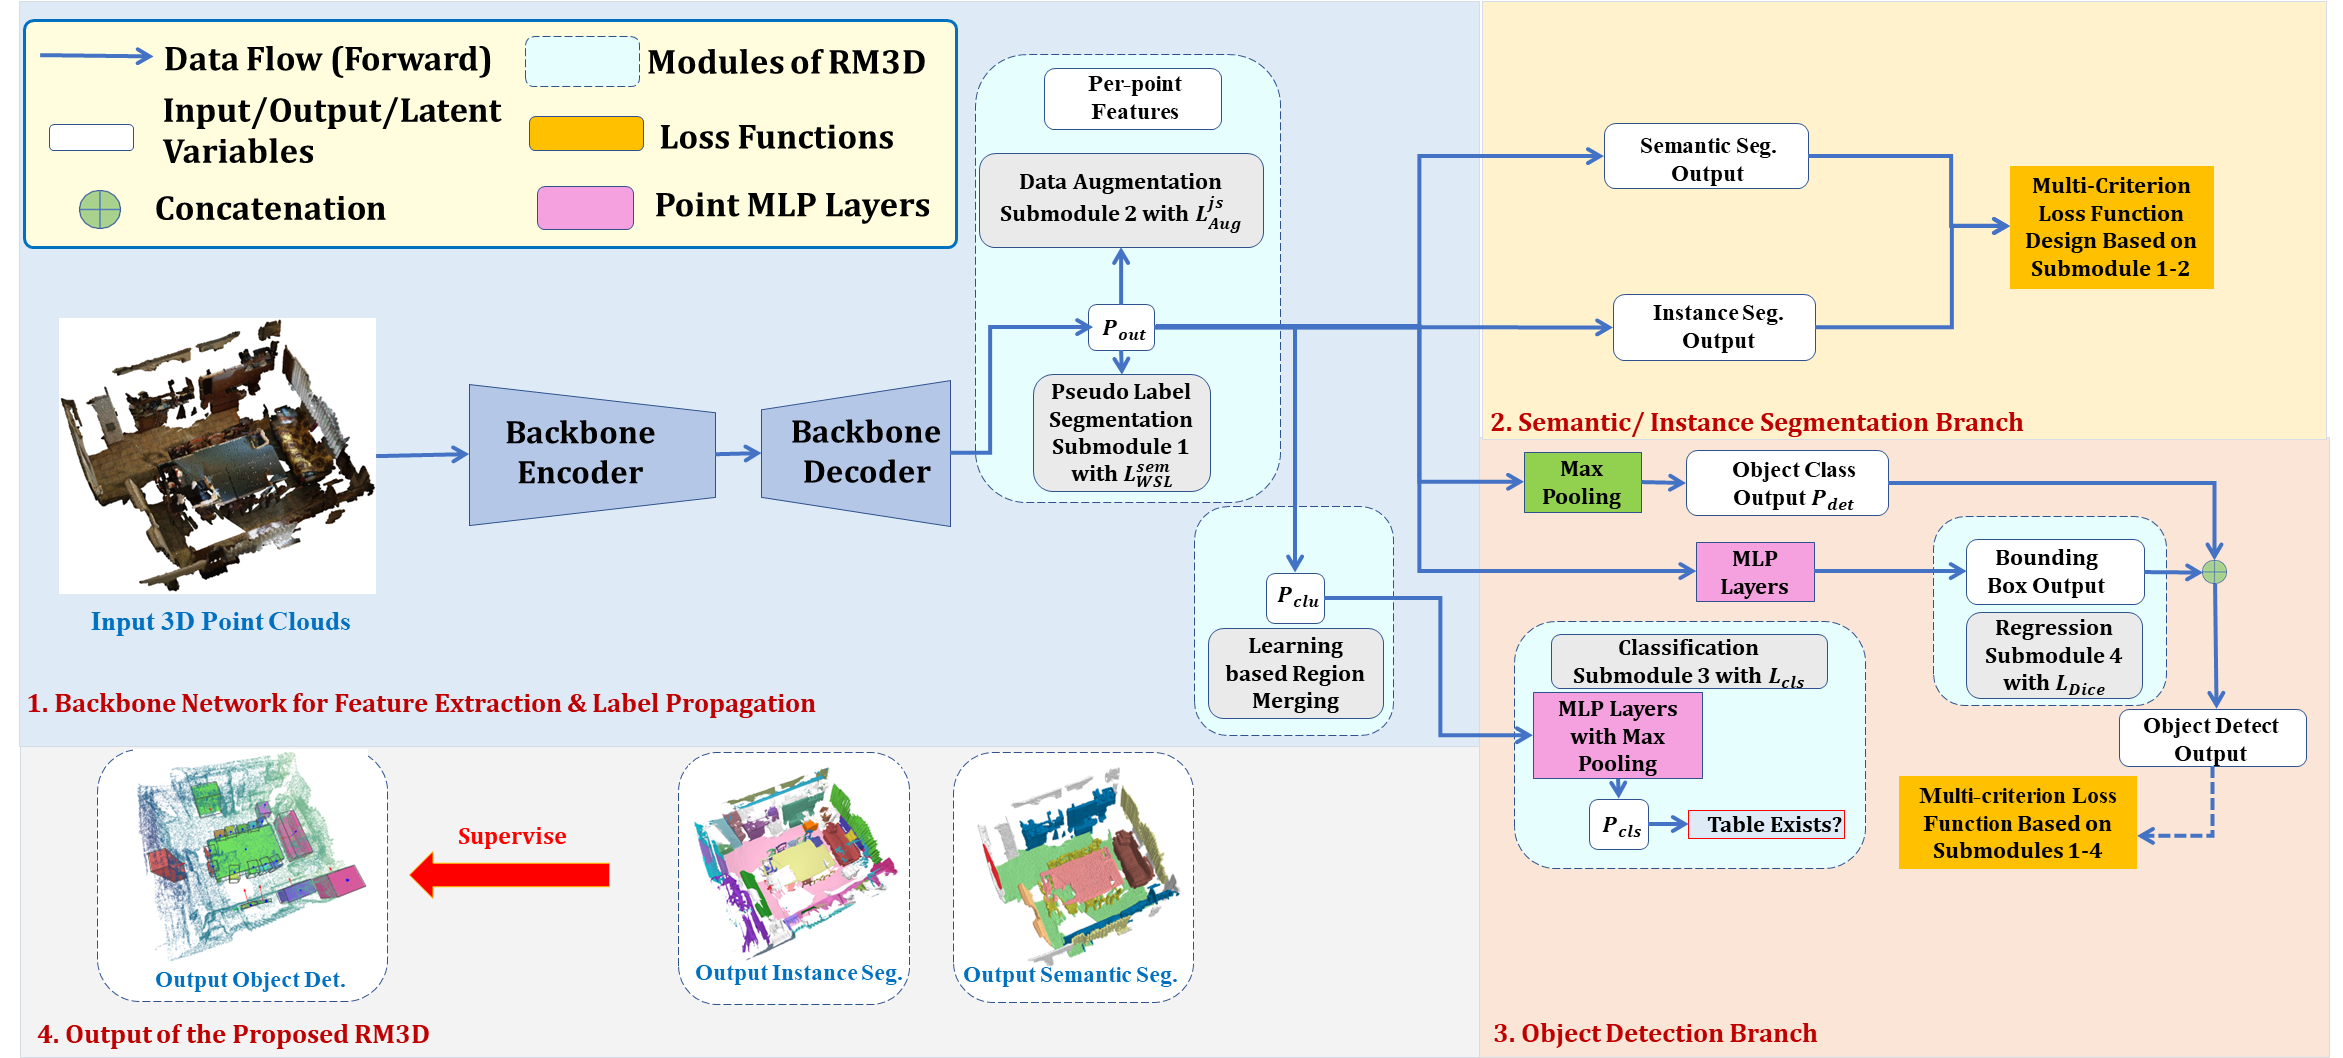 Data Flow (Forward)
Modules of RM3D
Input/Output/Latent
Variables
Loss Functions
Concatenation
Point MLP Layers
Per-point
Features
Data Augmentation
Submodule 2 with L_{Aug}^{js}
P_{out}
Pseudo Label
Segmentation
Submodule 1
with L_{WSL}^{sem}
Backbone
Encoder
Backbone
Decoder
Input 3D Point Clouds
P_{clu}
Learning
based Region
Merging
1. Backbone Network for Feature Extraction & Label Propagation
Semantic Seg.
Output
Instance Seg.
Output
Multi-Criterion
Loss Function
Design Based on
Submodule 1-2
2. Semantic/ Instance Segmentation Branch
Max
Pooling
Object Class
Output P_{det}
MLP
Layers
Bounding
Box Output
Regression
Submodule 4
with L_{Dice}
Classification
Submodule 3 with L_{cls}
MLP Layers
with Max
Pooling
P_{cls}
Table Exists?
Object Detect
Output
Multi-criterion Loss
Function Based on
Submodules 1-4
3. Object Detection Branch
Supervise
Output Object Det.
Output Instance Seg.
Output Semantic Seg.
4. Output of the Proposed RM3D